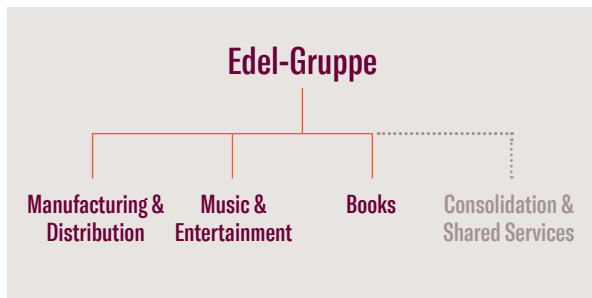 Edel-Gruppe
Manufacturing &
Distribution
Music &
Entertainment
Books
Consolidation &
Shared Services